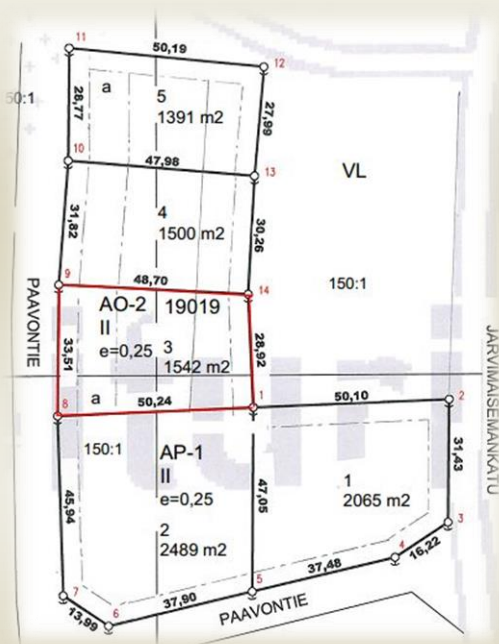 11
50,19
12
a
5
1391 m2
50:1
28,77
27,99
10
47,98
13
VL
4
1500 m2
31,82
30,26
9
48,70
14
150:1
PAAVONTIE
AO-2
19019
II
e=0,25
3
1542 m2
33,51
28,92
a
50,24
8
1
50,10
2
JÄRVIMAISEMANKATU
150:1
AP-1
II
e=0,25
2
2489 m2
45,94
47,05
1
2065 m2
31,43
3
16,22
4
37,48
5
37,90
6
13,99
7
PAAVONTIE